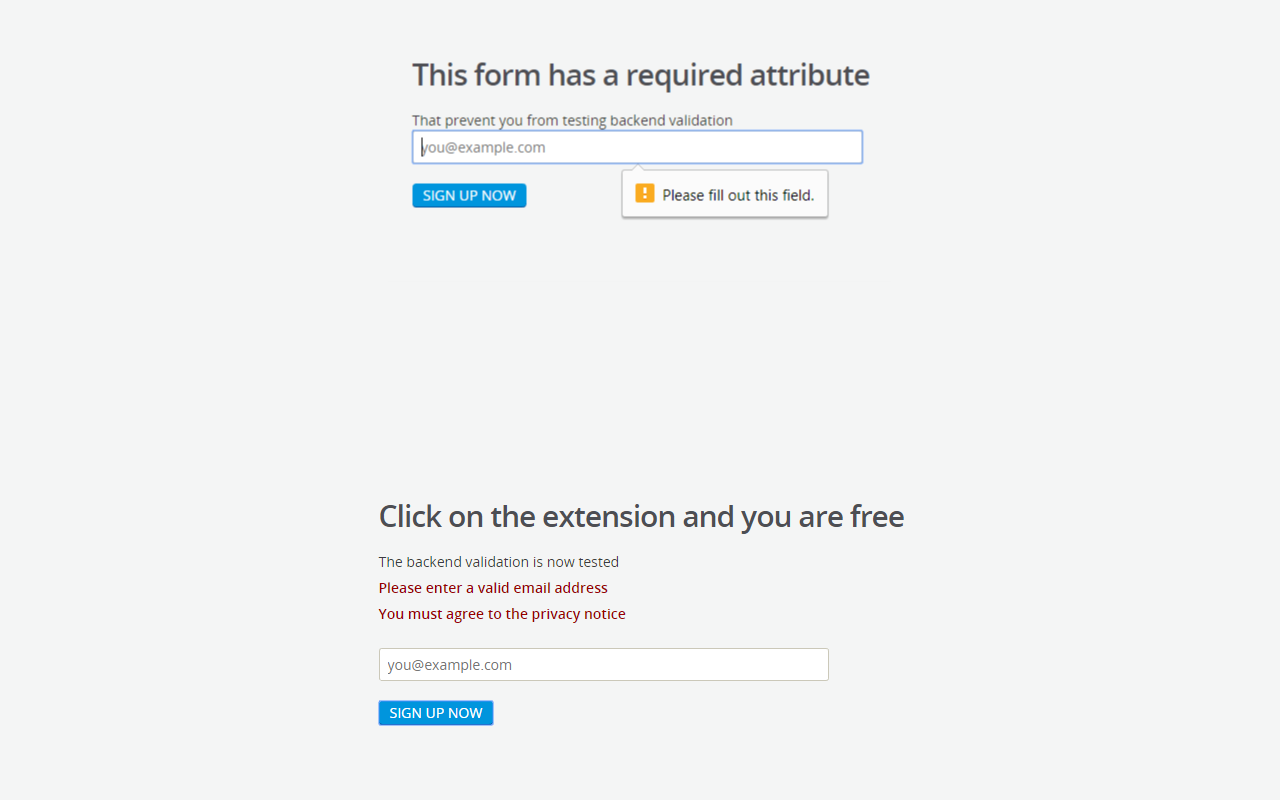 This form has a required attribute
That prevent you from testing backend validation
you@example.com
SIGN UP NOW
Please fill out this field.
Click on the extension and you are free
The backend validation is now tested
Please enter a valid email address
You must agree to the privacy notice
you@example.com
SIGN UP NOW